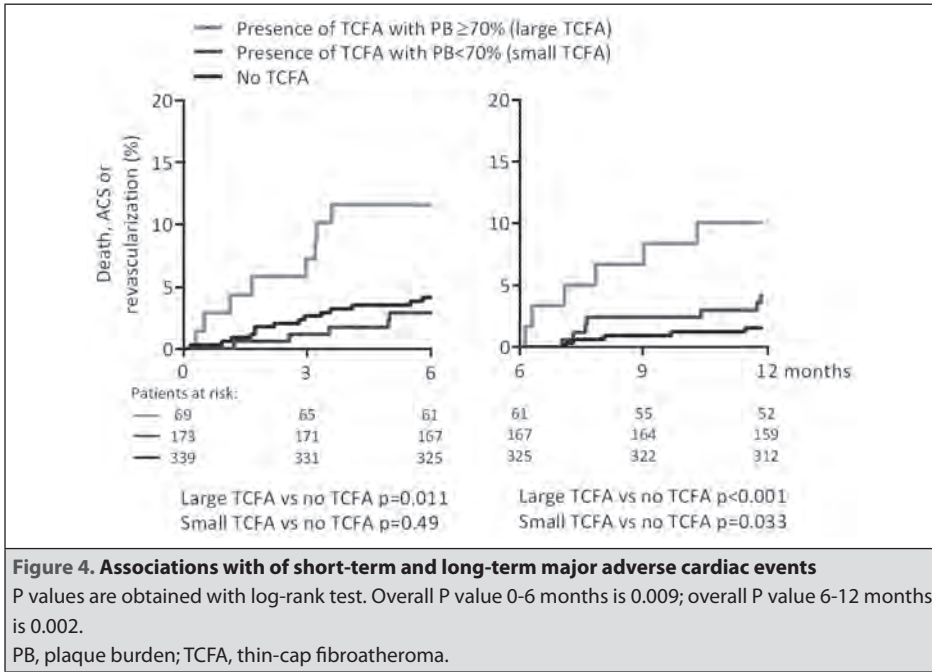 Presence of TCFA with PB ≥70% (large TCFA)
Presence of TCFA with PB<70% (small TCFA)
No TCFA
Death, ACS or
revascularization (%)
20
15
10
5
0
0 3 6
20
15
10
5
0
6 9 12 months
Patients at risk:
69 65 61 61 55 52
173 171 167 167 164 159
339 331 325 325 322 312
Large TCFA vs no TCFA p=0.011
Small TCFA vs no TCFA p=0.49
Large TCFA vs no TCFA p<0.001
Small TCFA vs no TCFA p=0.033
Figure 4. Associations with of short-term and long-term major adverse cardiac events
P values are obtained with log-rank test. Overall P value 0-6 months is 0.009; overall P value 6-12 months
is 0.002.
PB, plaque burden; TCFA, thin-cap fibroatheroma.